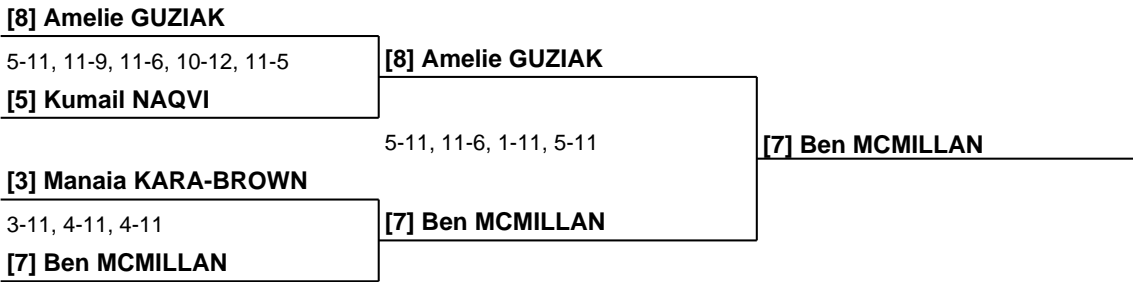 [8] Amelie GUZIAK
5-11, 11-9, 11-6, 10-12, 11-5
[8] Amelie GUZIAK
[5] Kumail NAQVI
5-11, 11-6, 1-11, 5-11
[7] Ben MCMILLAN
[3] Manaia KARA-BROWN
3-11, 4-11, 4-11
[7] Ben MCMILLAN
[7] Ben MCMILLAN